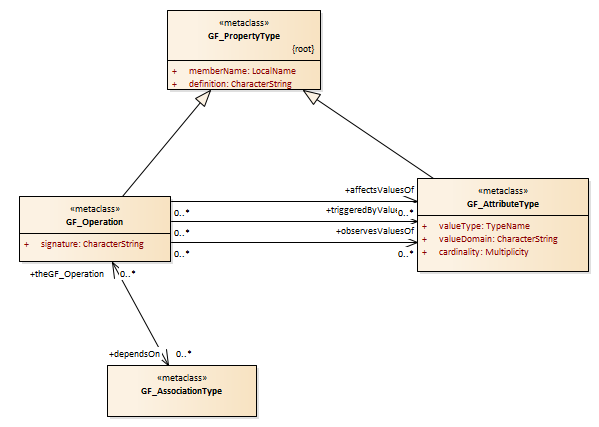 «metaclass»
GF_PropertyType
{root}
+ memberName: LocalName
+ definition: CharacterString
+affectsValuesOf
«metaclass»
GF_Operation
+ signature: CharacterString
0..*
+triggeredByValu
0..*
0..*
+observesValuesOf
0..*
0..*
«metaclass»
GF_AttributeType
+ valueType: TypeName
+ valueDomain: CharacterString
+ cardinality: Multiplicity
+theGF_Operation
0..*
+dependsOn
0..*
«metaclass»
GF_AssociationType